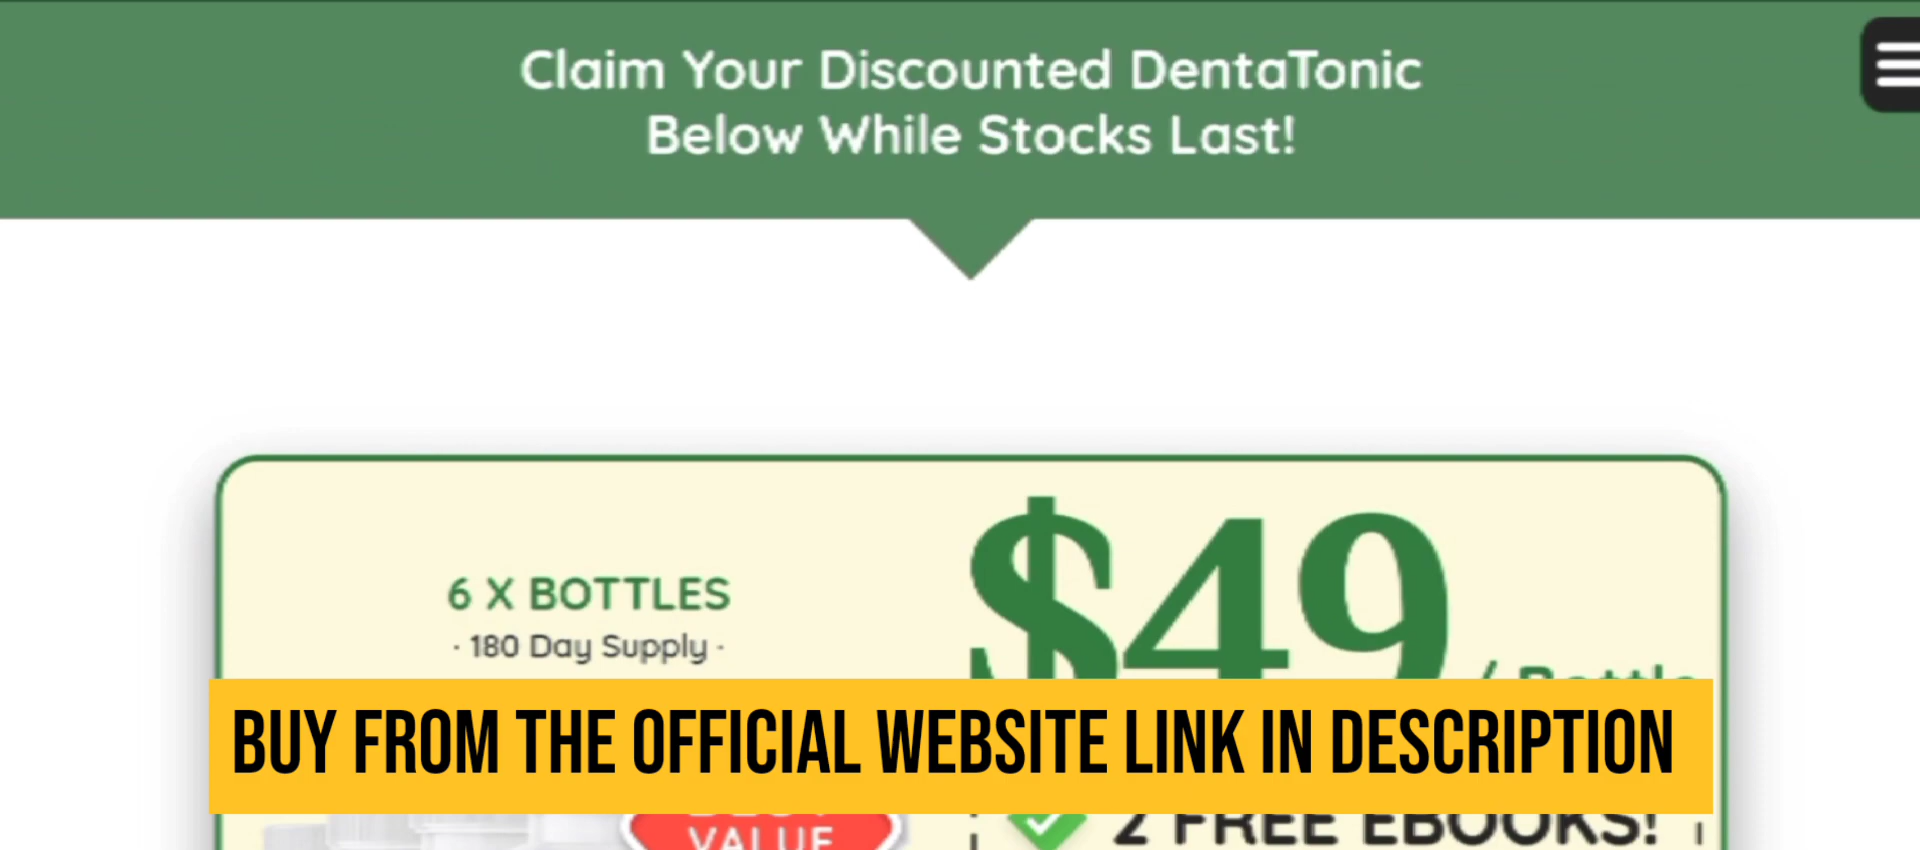 Claim Your Discounted DentaTonic
Below While Stocks Last!
6 X BOTTLES
· 180 Day Supply ·
$49
BUY FROM THE OFFICIAL WEBSITE LINK IN DESCRIPTION
VALUE
2 FREE EBOOKS!